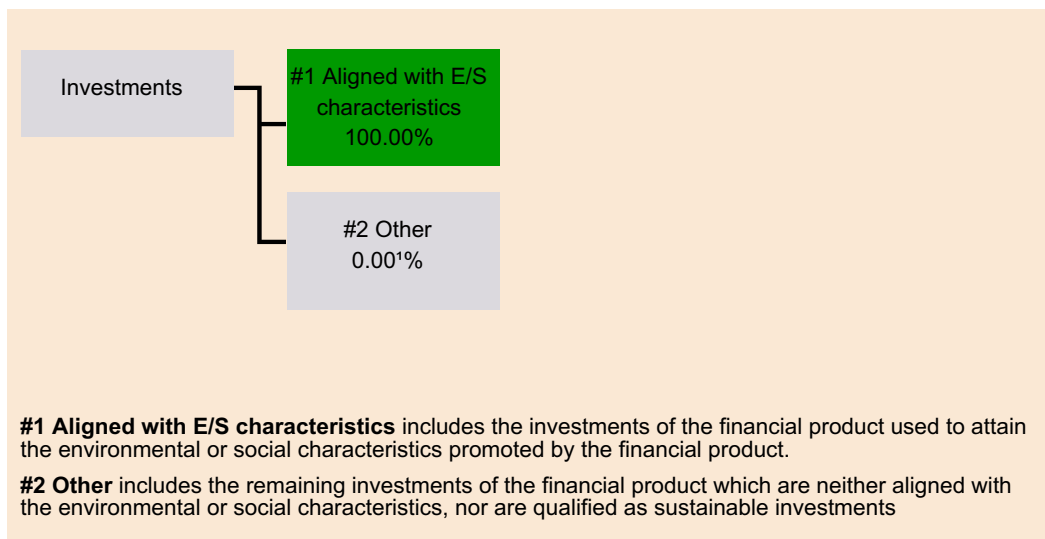 Investments
#1 Aligned with E/S
characteristics
100.00%
#2 Other
0.00¹%
#1 Aligned with E/S characteristics includes the investments of the financial product used to attain
the environmental or social characteristics promoted by the financial product.
#2 Other includes the remaining investments of the financial product which are neither aligned with
the environmental or social characteristics, nor are qualified as sustainable investments